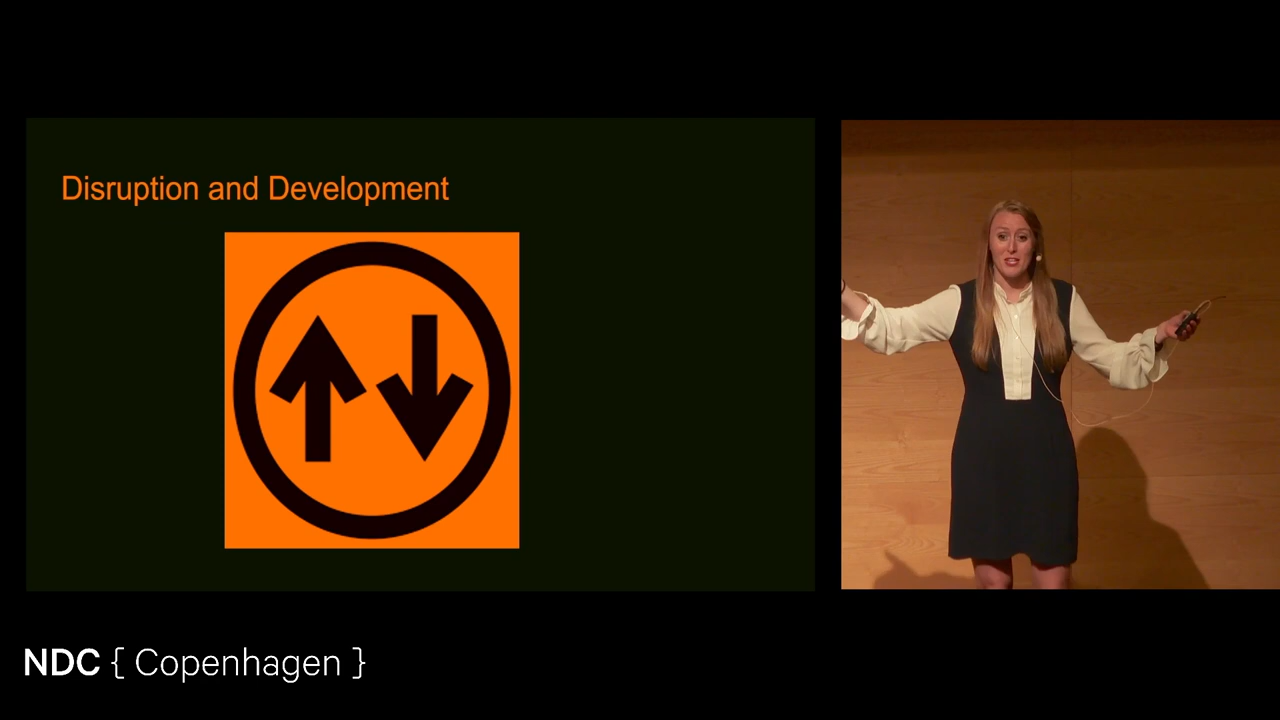 Disruption and Development
NDC { Copenhagen }